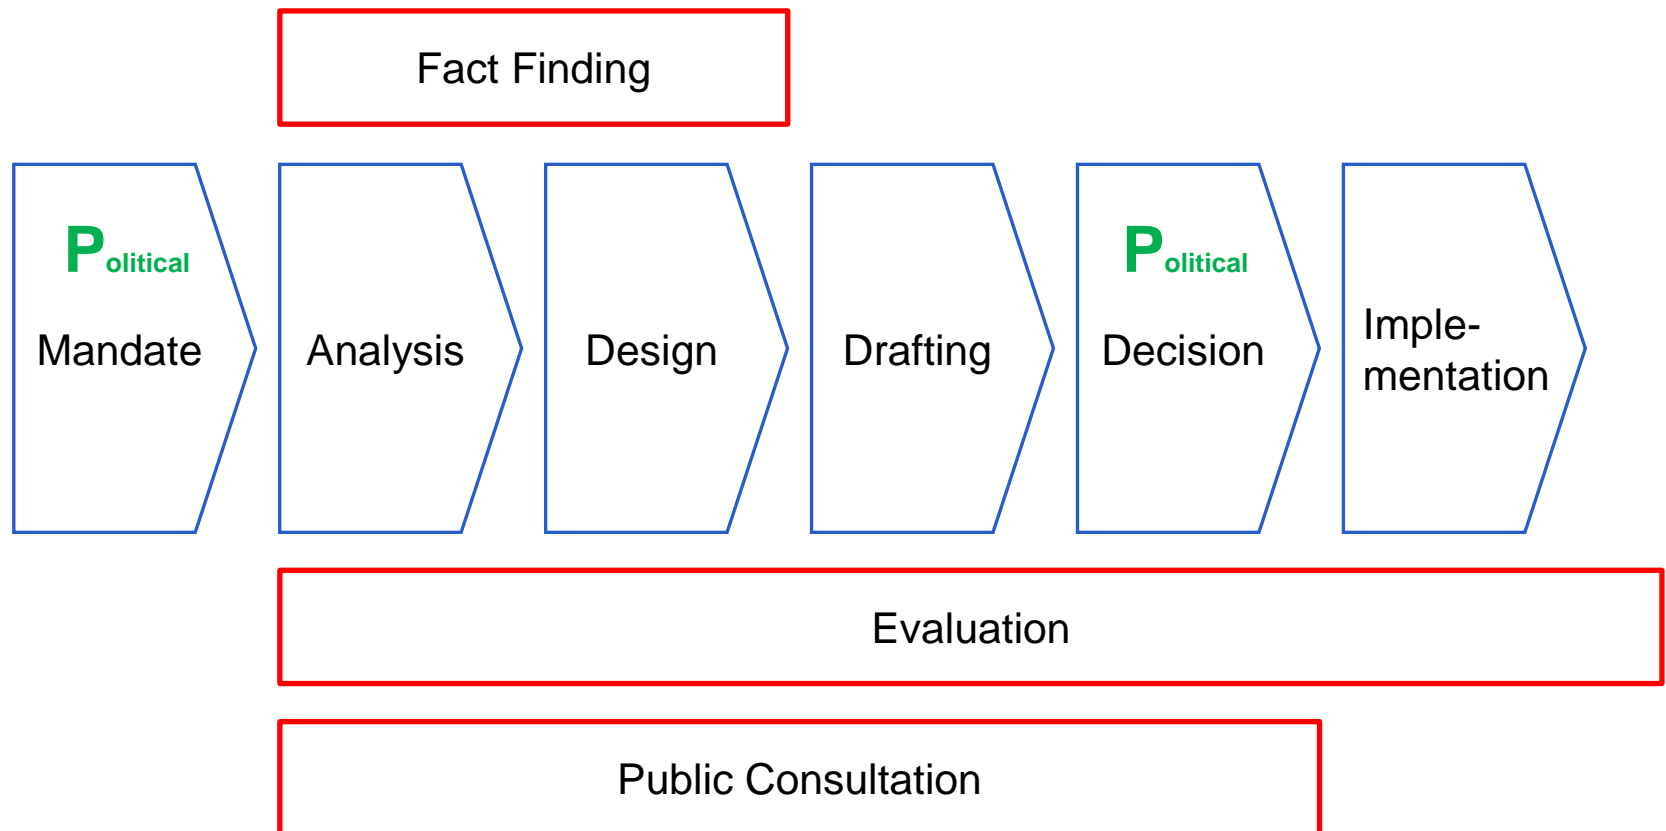 Fact Finding
Political
Mandate
Analysis
Design
Drafting
Political
Decision
Imple-
mentation
Evaluation
Public Consultation